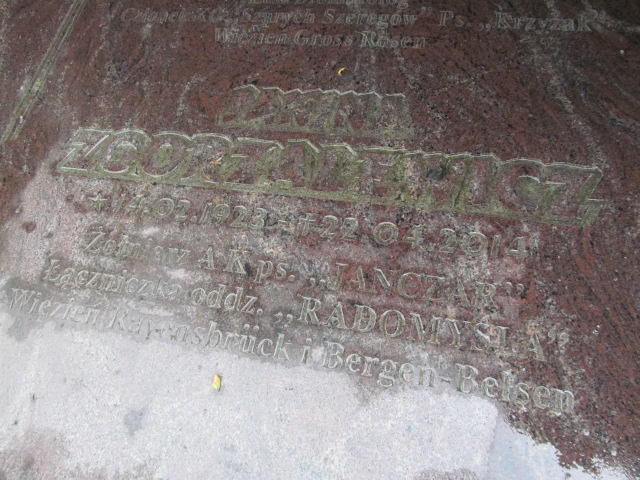 Członek KG „Szarych Szeregów” Ps. „Krzyżak”
Więzień Gross Rosen
ZGORZALEWICZ
* 14.02.1923 - † 22.04.2014
Żołnierz A.K ps. „JANCZAR”
Łączniczka oddz. „RADOMYŚLA”
Więzień Ravensbrück i Bergen-Belsen